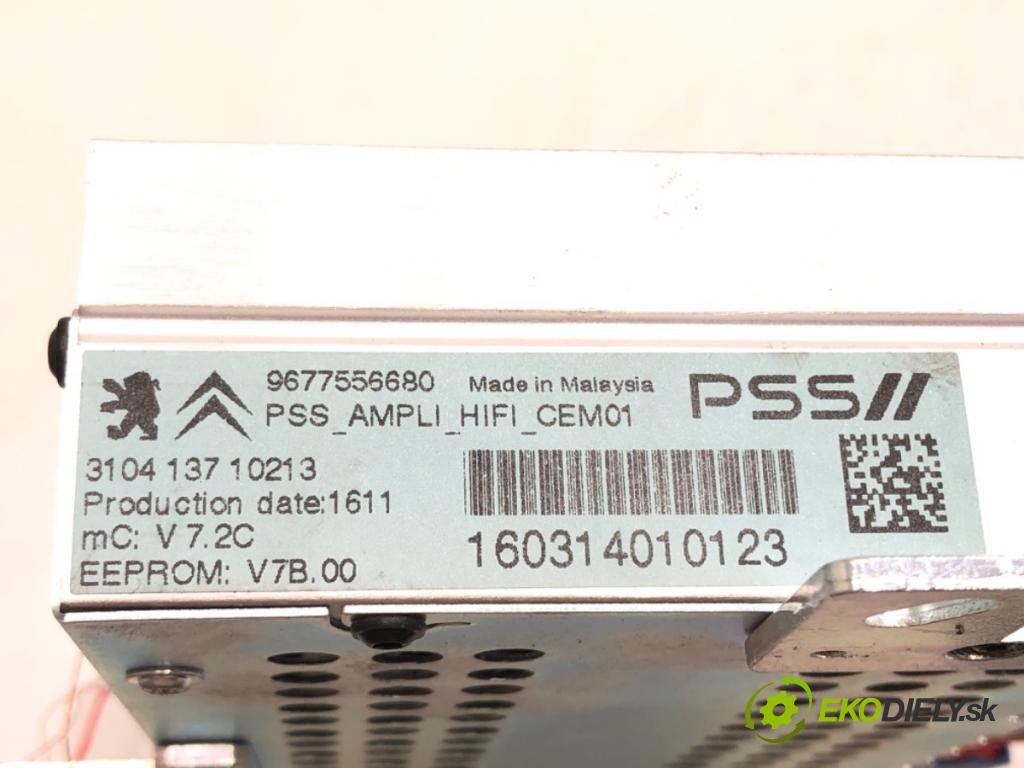 9677556680 Made in Malaysia
PSS_AMPLI_HIFI_CEM01
PSS//
3104 137 10213
Production date:1611
mC: V 7.2C
EEPROM: V7B.00
160314010123
EKODIELY.sk